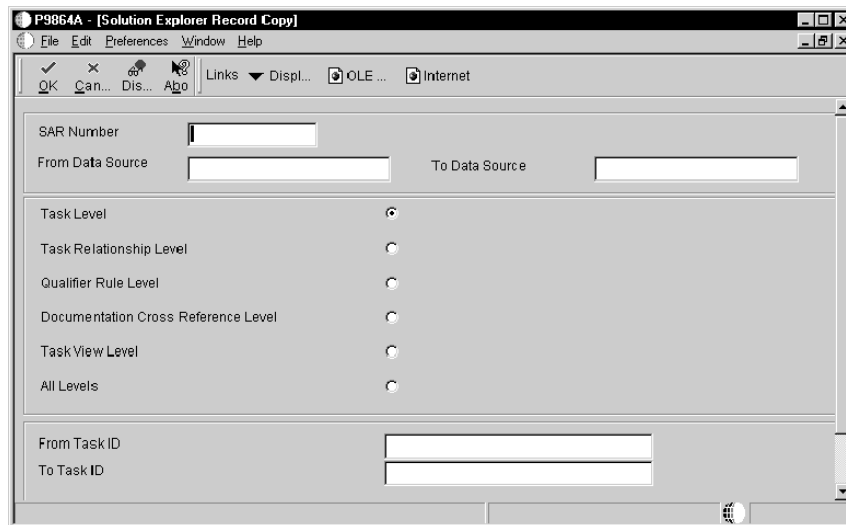 P9864A - [Solution Explorer Record Copy]
File Edit Preferences Window Help
OK Can... Dis... Abo Links Displ... OLE ... Internet
SAR Number
From Data Source To Data Source
Task Level
Task Relationship Level
Qualifier Rule Level
Documentation Cross Reference Level
Task View Level
All Levels
From Task ID
To Task ID